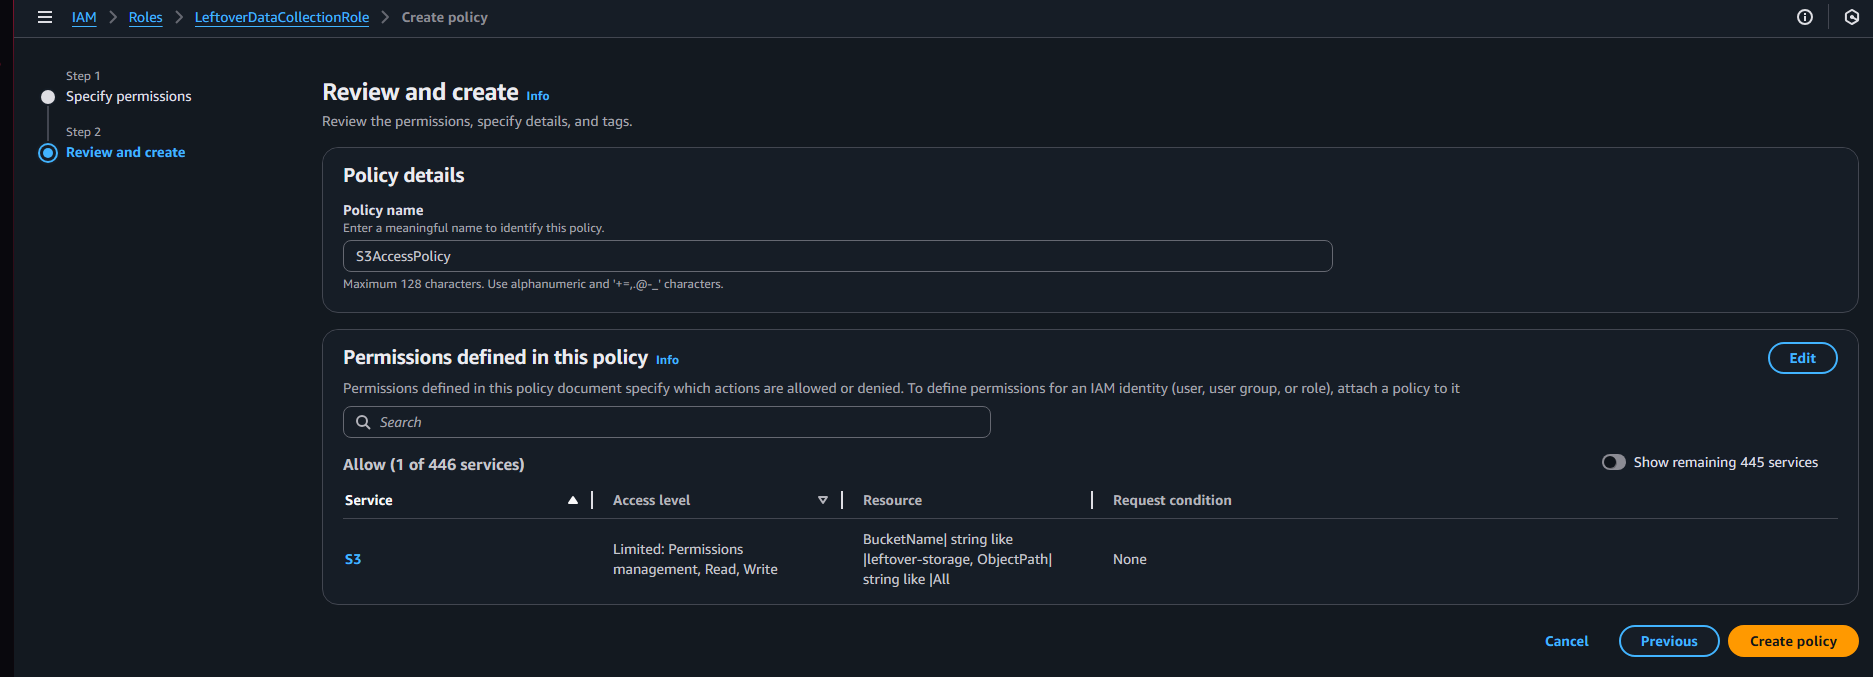 IAM > Roles > LeftoverDataCollectionRole > Create policy
Step 1
Specify permissions
Step 2
Review and create
Review and create Info
Review the permissions, specify details, and tags.
Policy details
Policy name
Enter a meaningful name to identify this policy.
S3AccessPolicy
Maximum 128 characters. Use alphanumeric and '+=,.@-_' characters.
Permissions defined in this policy Info
Edit
Permissions defined in this policy document specify which actions are allowed or denied. To define permissions for an IAM identity (user, user group, or role), attach a policy to it
Search
Allow (1 of 446 services)
Show remaining 445 services
Service Access level Resource Request condition
S3
Limited: Permissions
management, Read, Write
BucketName| string like
|leftover-storage, ObjectPath|
string like |All
None
Cancel Previous Create policy